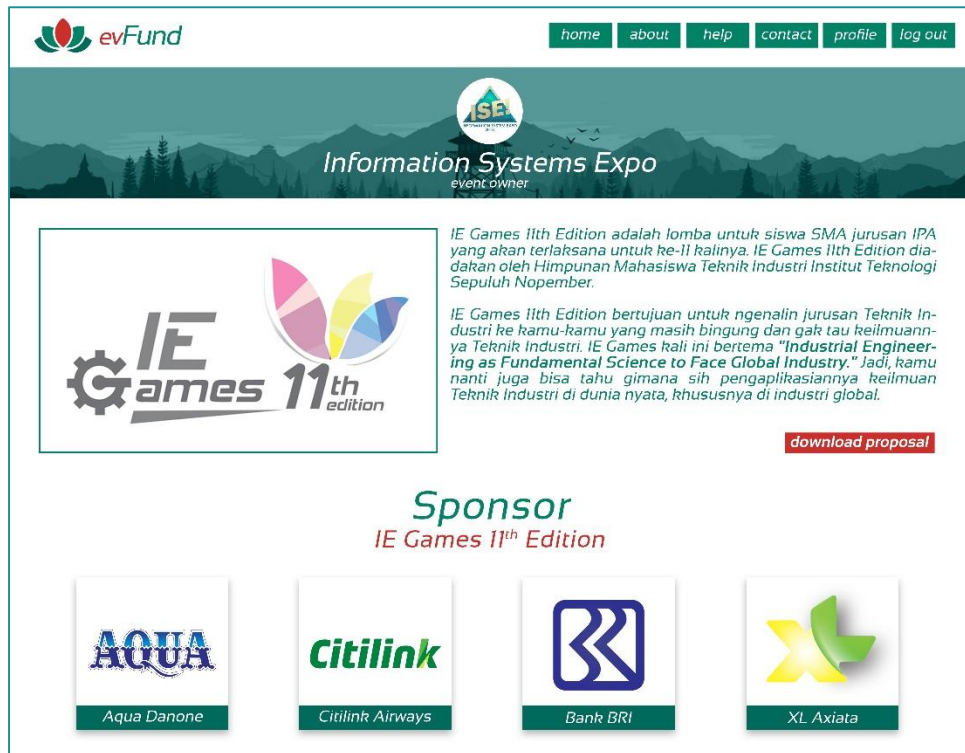 evFund
home about help contact profile log out
ISE!
Information Systems Expo
event owner
IE Games 11th Edition adalah lomba untuk siswa SMA jurusan IPA
yang akan terlaksana untuk ke-11 kalinya. IE Games 11th Edition dia-
dakan oleh Himpunan Mahasiswa Teknik Industri Institut Teknologi
Sepuluh Nopember.
IE Games 11th Edition bertujuan untuk ngenalin jurusan Teknik In-
dustri ke kamu-kamu yang masih bingung dan gak tau keilmuann-
ya Teknik Industri. IE Games kali ini bertema "Industrial Engineer-
ing as Fundamental Science to Face Global Industry." Jadi, kamu
nanti juga bisa tahu gimana sih pengaplikasiannya keilmuan
Teknik Industri di dunia nyata, khususnya di industri global.
IE
Games 11th
edition
download proposal
Sponsor
IE Games 11th Edition
AQUA
Citilink
XL
Aqua Danone
Citilink Airways
Bank BRI
XL Axiata